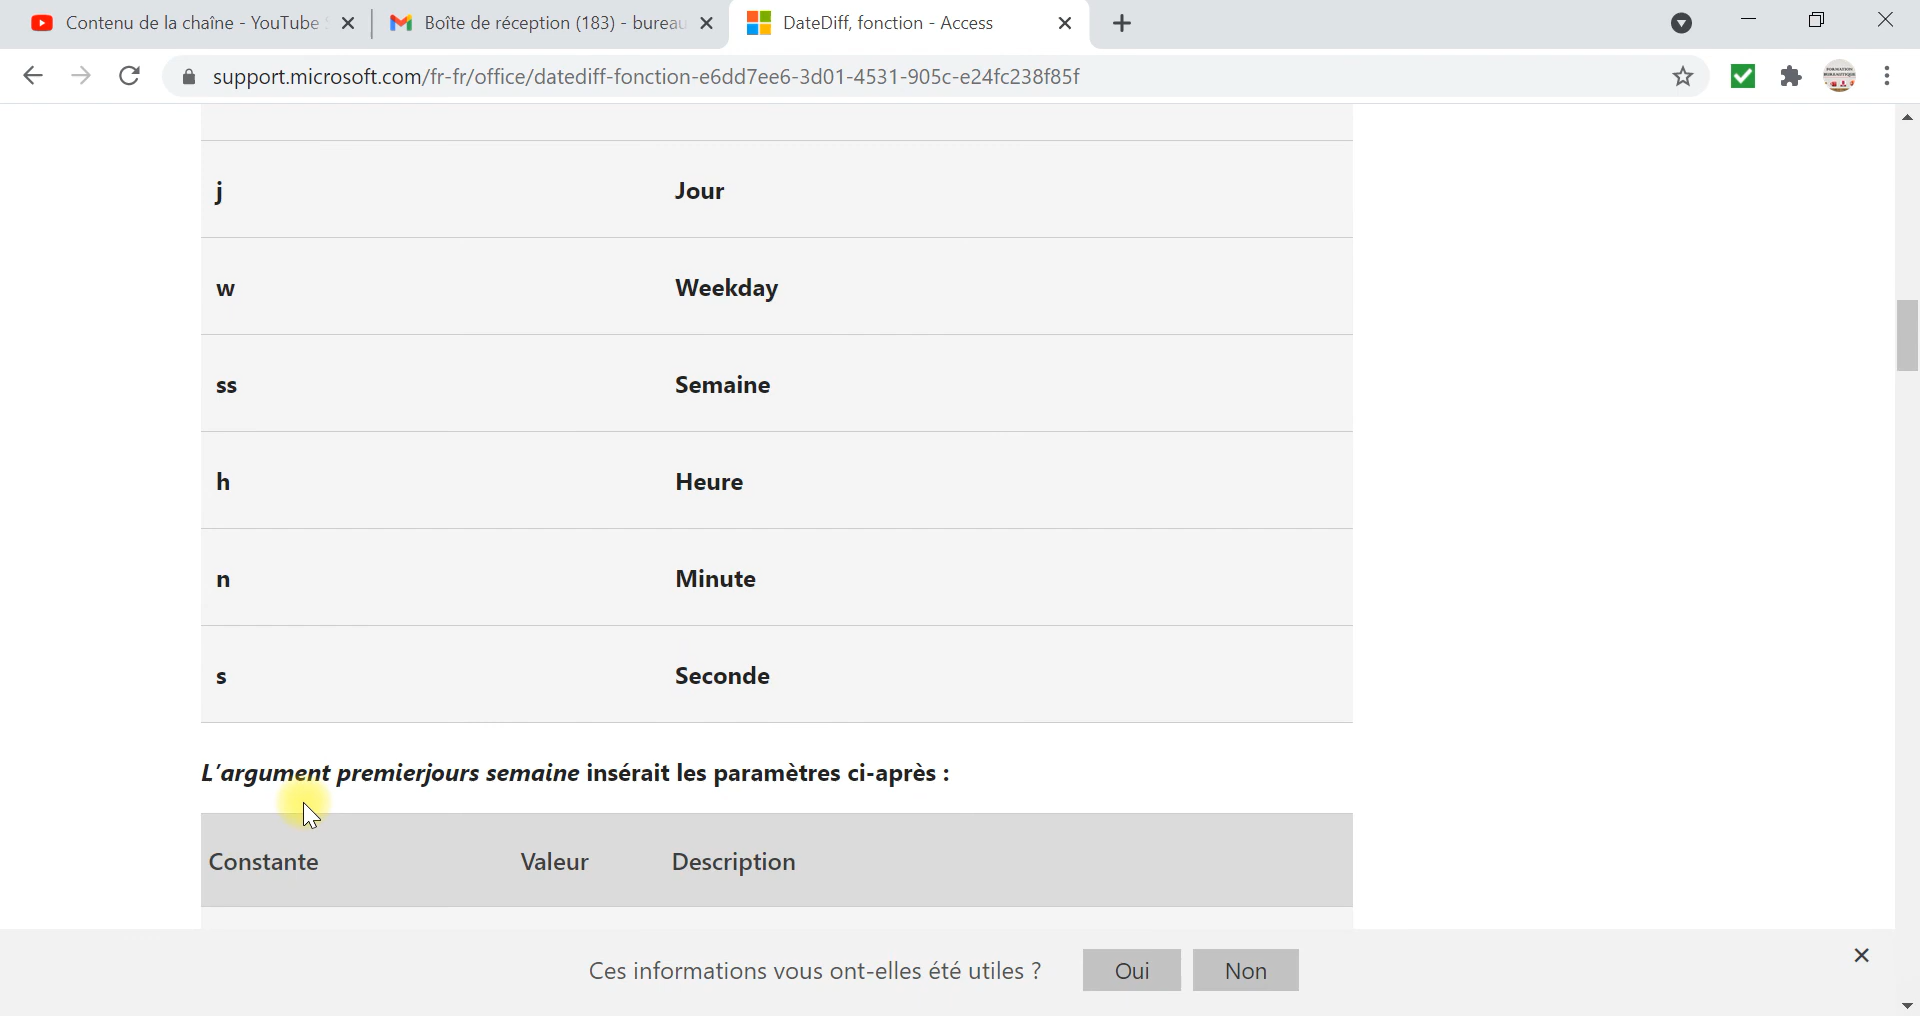 Contenu de la chaîne - YouTube
Boîte de réception (183) - bureau
DateDiff, fonction - Access
support.microsoft.com/fr-fr/office/datediff-fonction-e6dd7ee6-3d01-4531-905c-e24fc238f85f
j Jour
w Weekday
ss Semaine
h Heure
n Minute
s Seconde
L'argument premierjours semaine insérait les paramètres ci-après :
Constante Valeur Description
Ces informations vous ont-elles été utiles ? Oui Non